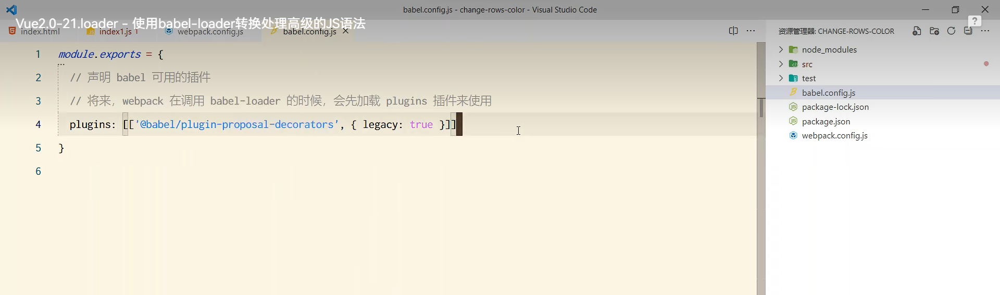 babel.config.js - change-rows-color - Visual Studio Code
Vue2.0-21.loader - 使用babel-loader转换处理高级的JS语法
index.html
index1.js 1
webpack.config.js
babel.config.js
资源管理器: CHANGE-ROWS-COLOR
1 module.exports = {
2 // 声明 babel 可用的插件
3 // 将来，webpack 在调用 babel-loader 的时候，会先加载 plugins 插件来使用
4 plugins: [['@babel/plugin-proposal-decorators', { legacy: true }]]
5 }
6
node_modules
src
test
babel.config.js
package-lock.json
package.json
webpack.config.js